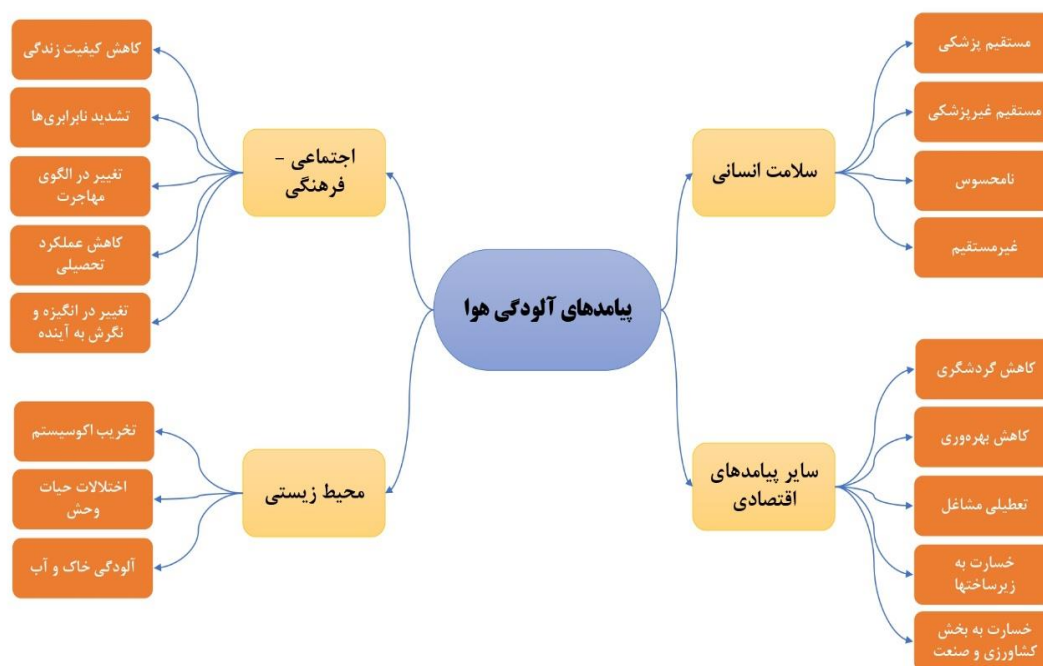 پیامدهای آلودگی هوا
سلامت انسانی
مستقیم پزشکی
مستقیم غیرپزشکی
نامحسوس
غیرمستقیم
سایر پیامدهای
اقتصادی
کاهش گردشگری
کاهش بهره‌وری
تعطیلی مشاغل
خسارت به
زیرساختها
خسارت به بخش
کشاورزی و صنعت
اجتماعی –
فرهنگی
کاهش کیفیت زندگی
تشدید نابرابری‌ها
تغییر در الگوی
مهاجرت
کاهش عملکرد
تحصیلی
تغییر در انگیزه و
نگرش به آینده
محیط زیستی
تخریب اکوسیستم
اختلالات حیات
وحش
آلودگی خاک و آب